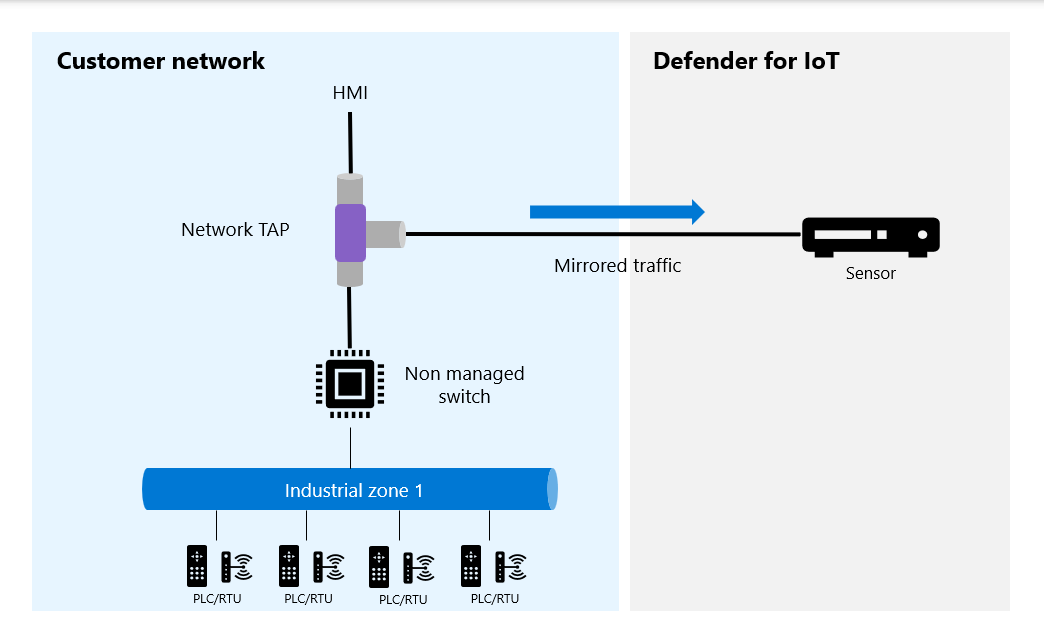 Customer network
Defender for IoT
HMI
Network TAP
Mirrored traffic
Sensor
Non managed
switch
Industrial zone 1
PLC/RTU
PLC/RTU
PLC/RTU
PLC/RTU